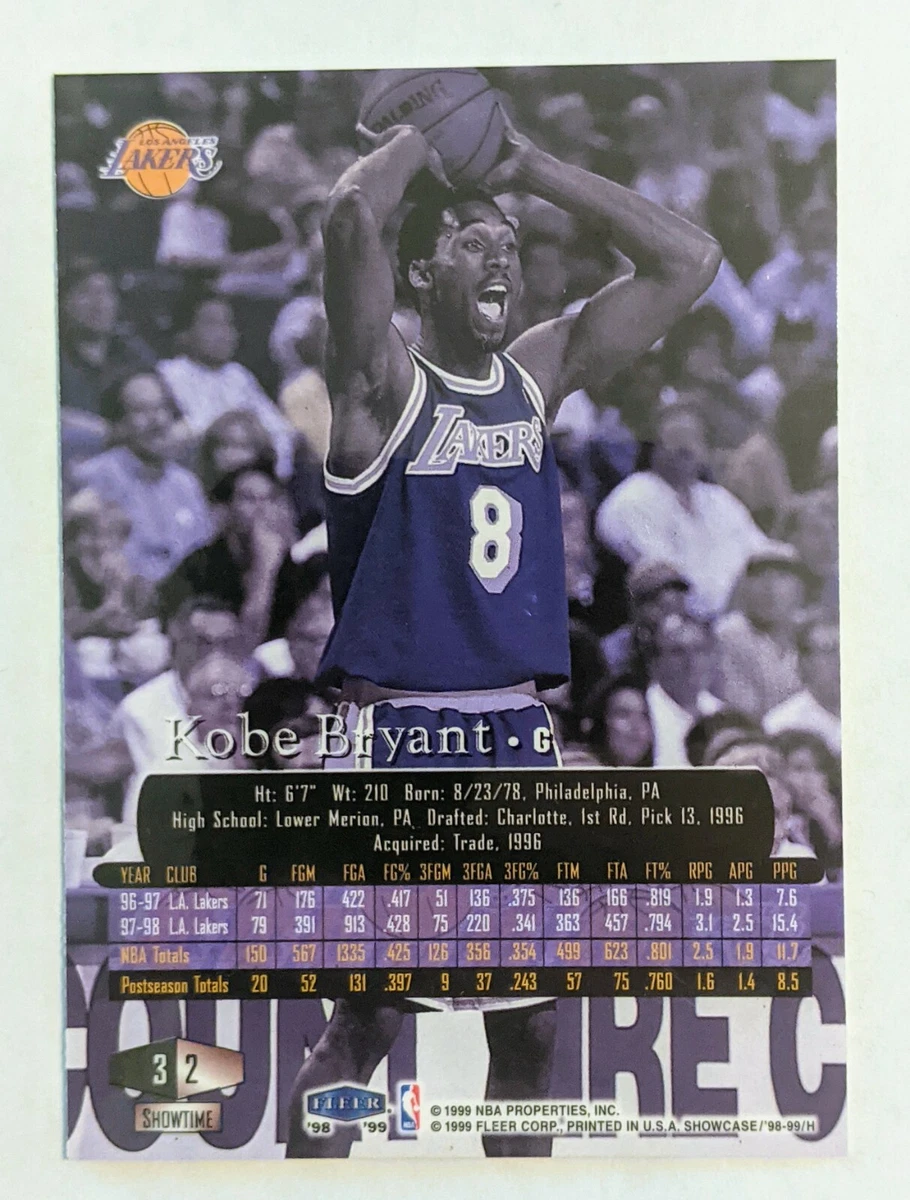 SPALDING
LOS ANGELES
LAKERS
LAKERS
8
Kobe Bryant • G
Ht: 6'7" Wt: 210 Born: 8/23/78, Philadelphia, PA
High School: Lower Merion, PA Drafted: Charlotte, 1st Rd, Pick 13, 1996
Acquired: Trade, 1996
YEAR CLUB G FGM FGA FG% 3FGM 3FGA 3FG% FTM FTA FT% RPG APG PPG
96-97 L.A. Lakers 71 176 422 .417 51 136 .375 136 166 .819 1.9 1.3 7.6
97-98 L.A. Lakers 79 391 913 .428 75 220 .341 363 457 .794 3.1 2.5 15.4
NBA Totals 150 567 1335 .425 126 356 .354 499 623 .801 2.5 1.9 11.7
Postseason Totals 20 52 131 .397 9 37 .243 57 75 .760 1.6 1.4 8.5
3 2
SHOWTIME
FLEER
'98 '99
NBA
© 1999 NBA PROPERTIES, INC.
© 1999 FLEER CORP., PRINTED IN U.S.A. SHOWCASE/'98-99/H